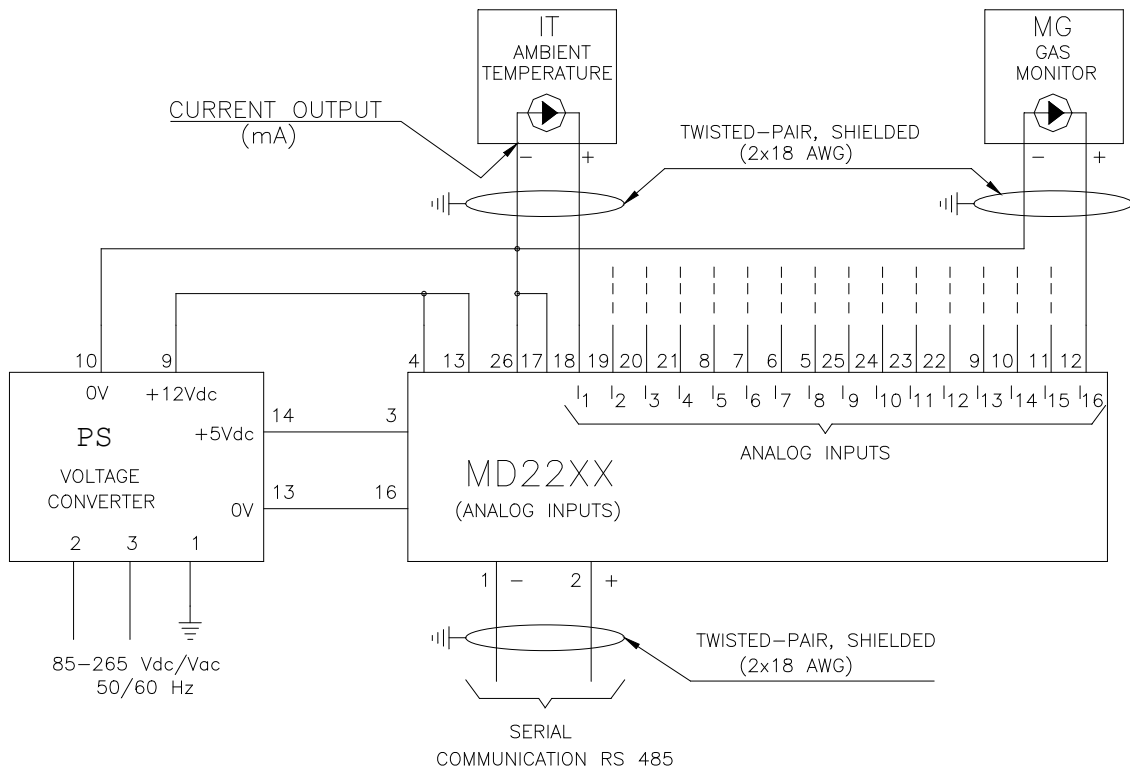 IT
AMBIENT
TEMPERATURE
MG
GAS
MONITOR
CURRENT OUTPUT
(mA)
TWISTED-PAIR, SHIELDED
(2x18 AWG)
- +
- +
10 9
4 13 26 17 18 19 20 21 8 7 6 5 25 24 23 22 9 10 11 12
0V +12Vdc
I1 I2 I3 I4 I5 I6 I7 I8 I9 I10 I11 I12 I13 I14 I15 I16
ANALOG INPUTS
PS
VOLTAGE
CONVERTER
+5Vdc
14 3
0V
13 16
2 3 1
MD22XX
(ANALOG INPUTS)
1 - 2 +
85-265 Vdc/Vac
50/60 Hz
TWISTED-PAIR, SHIELDED
(2x18 AWG)
SERIAL
COMMUNICATION RS 485